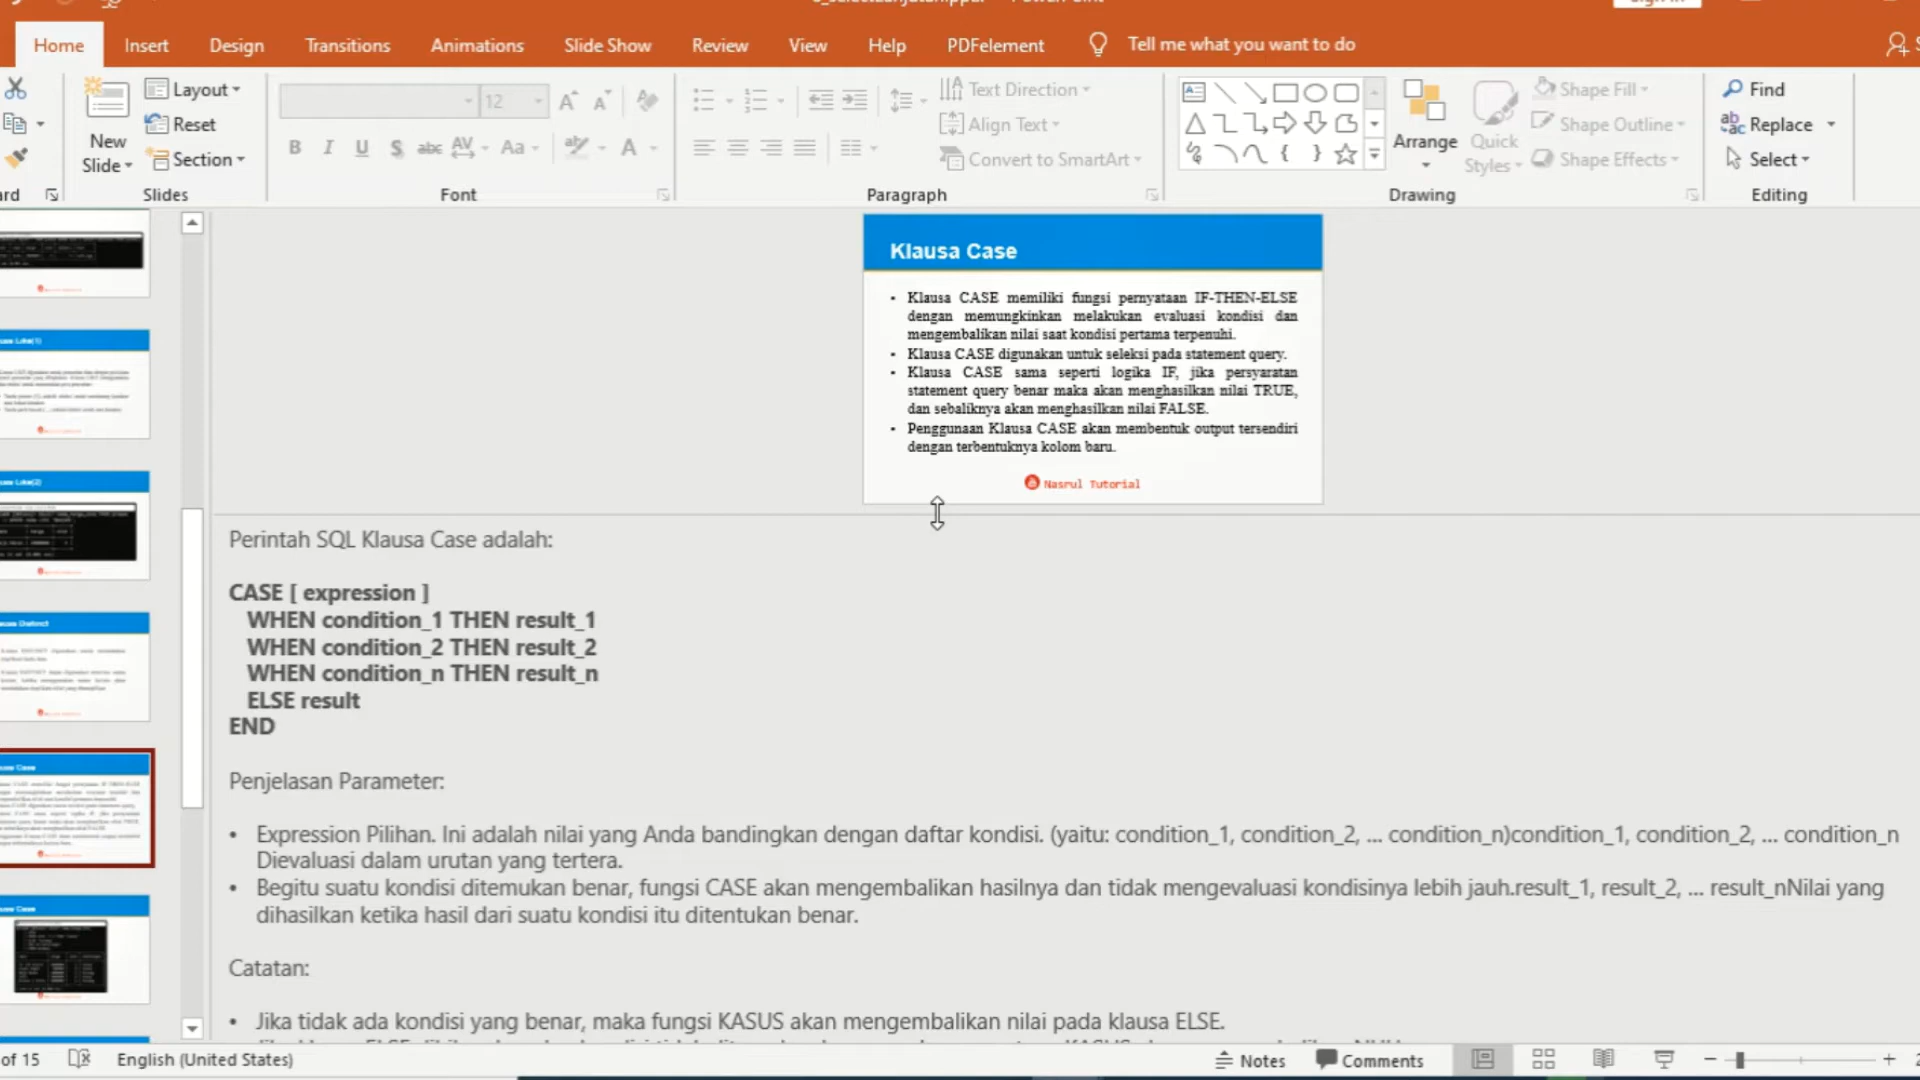 Home Insert Design Transitions Animations Slide Show Review View Help PDFelement Tell me what you want to do
Layout
Reset
Section
New
Slide
Slides
12
Font
Text Direction
Align Text
Convert to SmartArt
Paragraph
Arrange
Quick
Styles
Shape Fill
Shape Outline
Shape Effects
Drawing
Find
Replace
Select
Editing
Klausa Case
• Klausa CASE memiliki fungsi pernyataan IF-THEN-ELSE
dengan memungkinkan melakukan evaluasi kondisi dan
mengembalikan nilai saat kondisi pertama terpenuhi.
• Klausa CASE digunakan untuk seleksi pada statement query.
• Klausa CASE sama seperti logika IF, jika persyaratan
statement query benar maka akan menghasilkan nilai TRUE,
dan sebaliknya akan menghasilkan nilai FALSE.
• Penggunaan Klausa CASE akan membentuk output tersendiri
dengan terbentuknya kolom baru.
Nasrul Tutorial
Perintah SQL Klausa Case adalah:
CASE [ expression ]
WHEN condition_1 THEN result_1
WHEN condition_2 THEN result_2
WHEN condition_n THEN result_n
ELSE result
END
Penjelasan Parameter:
• Expression Pilihan. Ini adalah nilai yang Anda bandingkan dengan daftar kondisi. (yaitu: condition_1, condition_2, ... condition_n)condition_1, condition_2, ... condition_n
Dievaluasi dalam urutan yang tertera.
• Begitu suatu kondisi ditemukan benar, fungsi CASE akan mengembalikan hasilnya dan tidak mengevaluasi kondisinya lebih jauh.result_1, result_2, ... result_nNilai yang
dihasilkan ketika hasil dari suatu kondisi itu ditentukan benar.
Catatan:
• Jika tidak ada kondisi yang benar, maka fungsi KASUS akan mengembalikan nilai pada klausa ELSE.
of 15 English (United States) Notes Comments